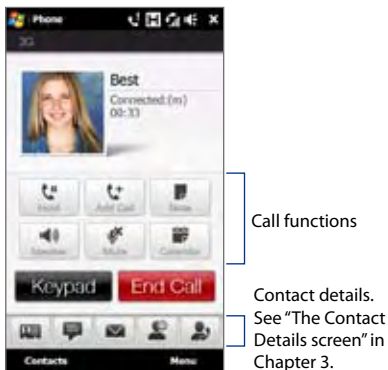 Phone
3G
Best
Connected:(m)
00:33
Hold Add Call Note
Speaker Mute Calendar
Keypad End Call
Contacts Menu
Call functions
Contact details.
See “The Contact
Details screen” in
Chapter 3.